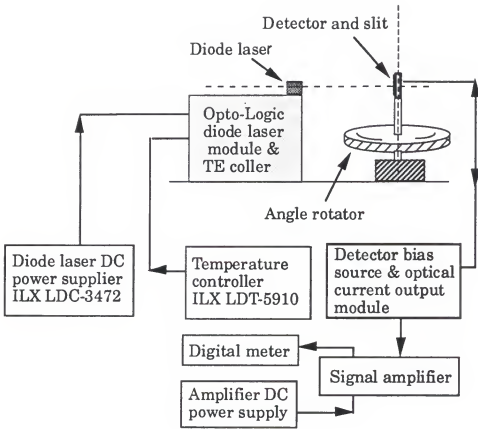 Detector and slit
Diode laser
Opto-Logic
diode laser
module &
TE coller
Angle rotator
Diode laser DC
power supplier
ILX LDC-3472
Temperature
controller
ILX LDT-5910
Detector bias
source & optical
current output
module
Digital meter
Signal amplifier
Amplifier DC
power supply